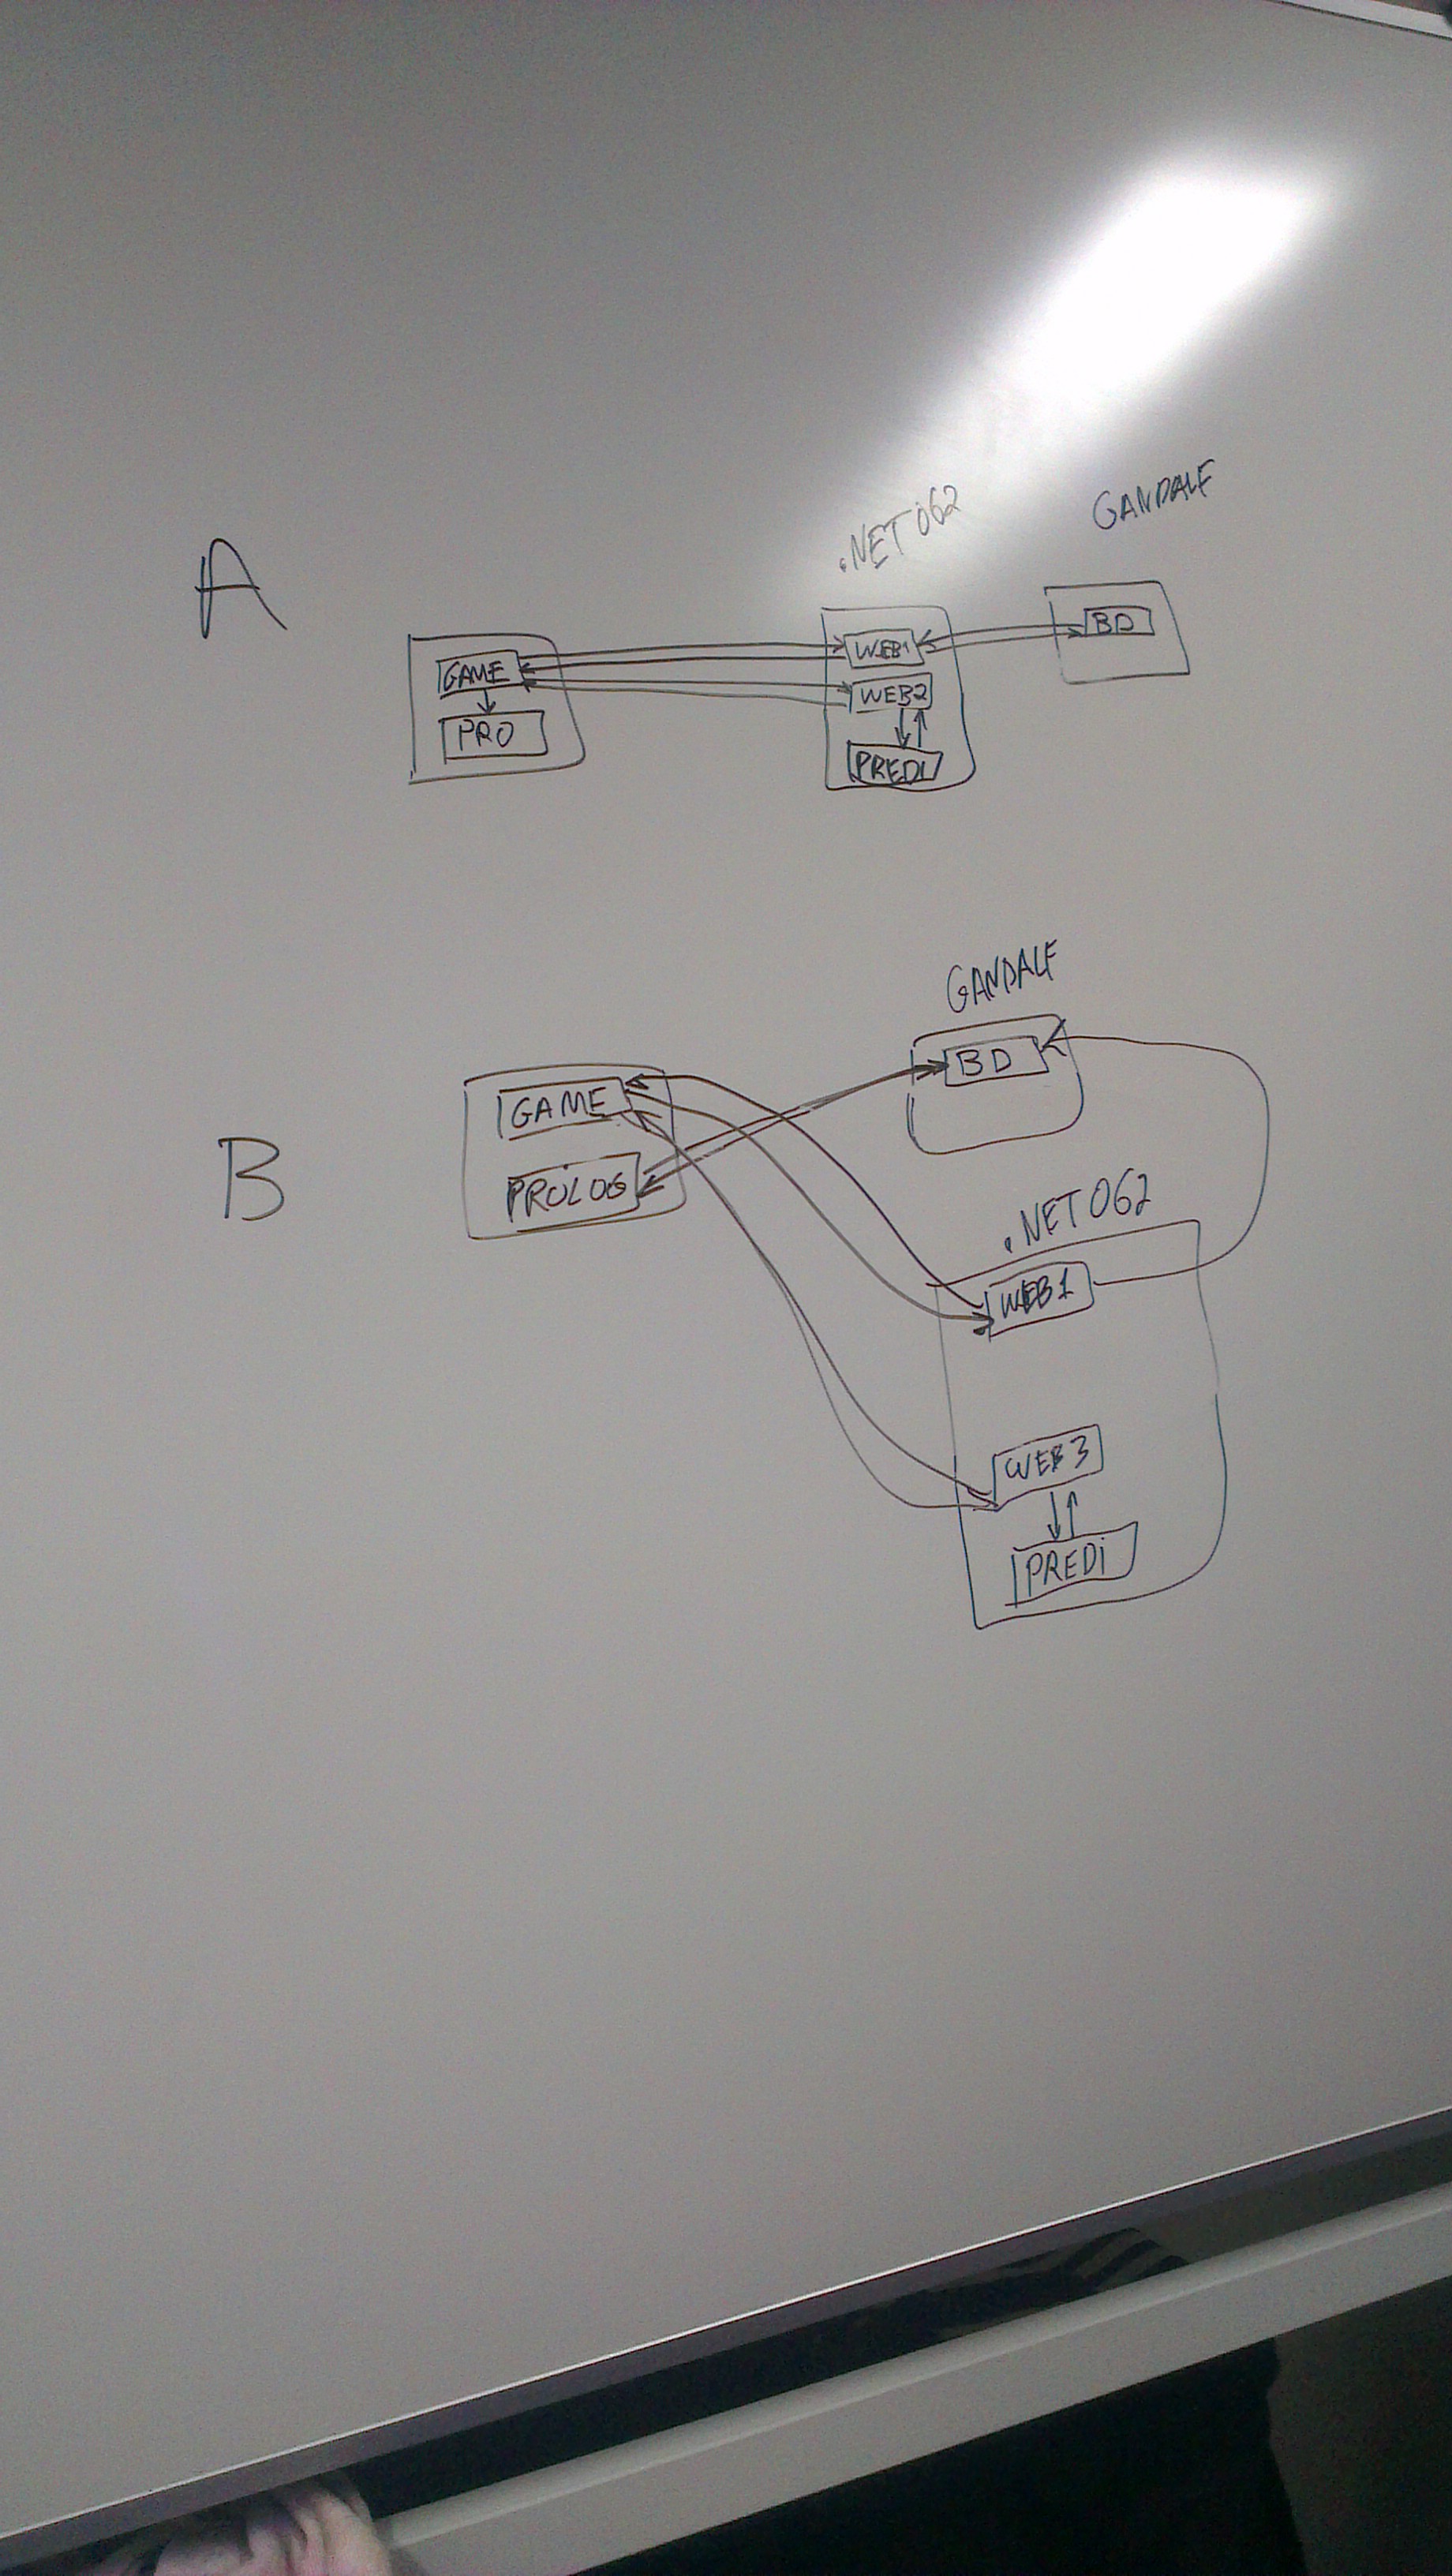 A
.NET062
GANDALF
GAME
PRO
WEB1
WEB2
PREDI
BD
B
GANDALF
BD
GAME
PROLOG
.NET062
WEB1
WEB3
PREDI